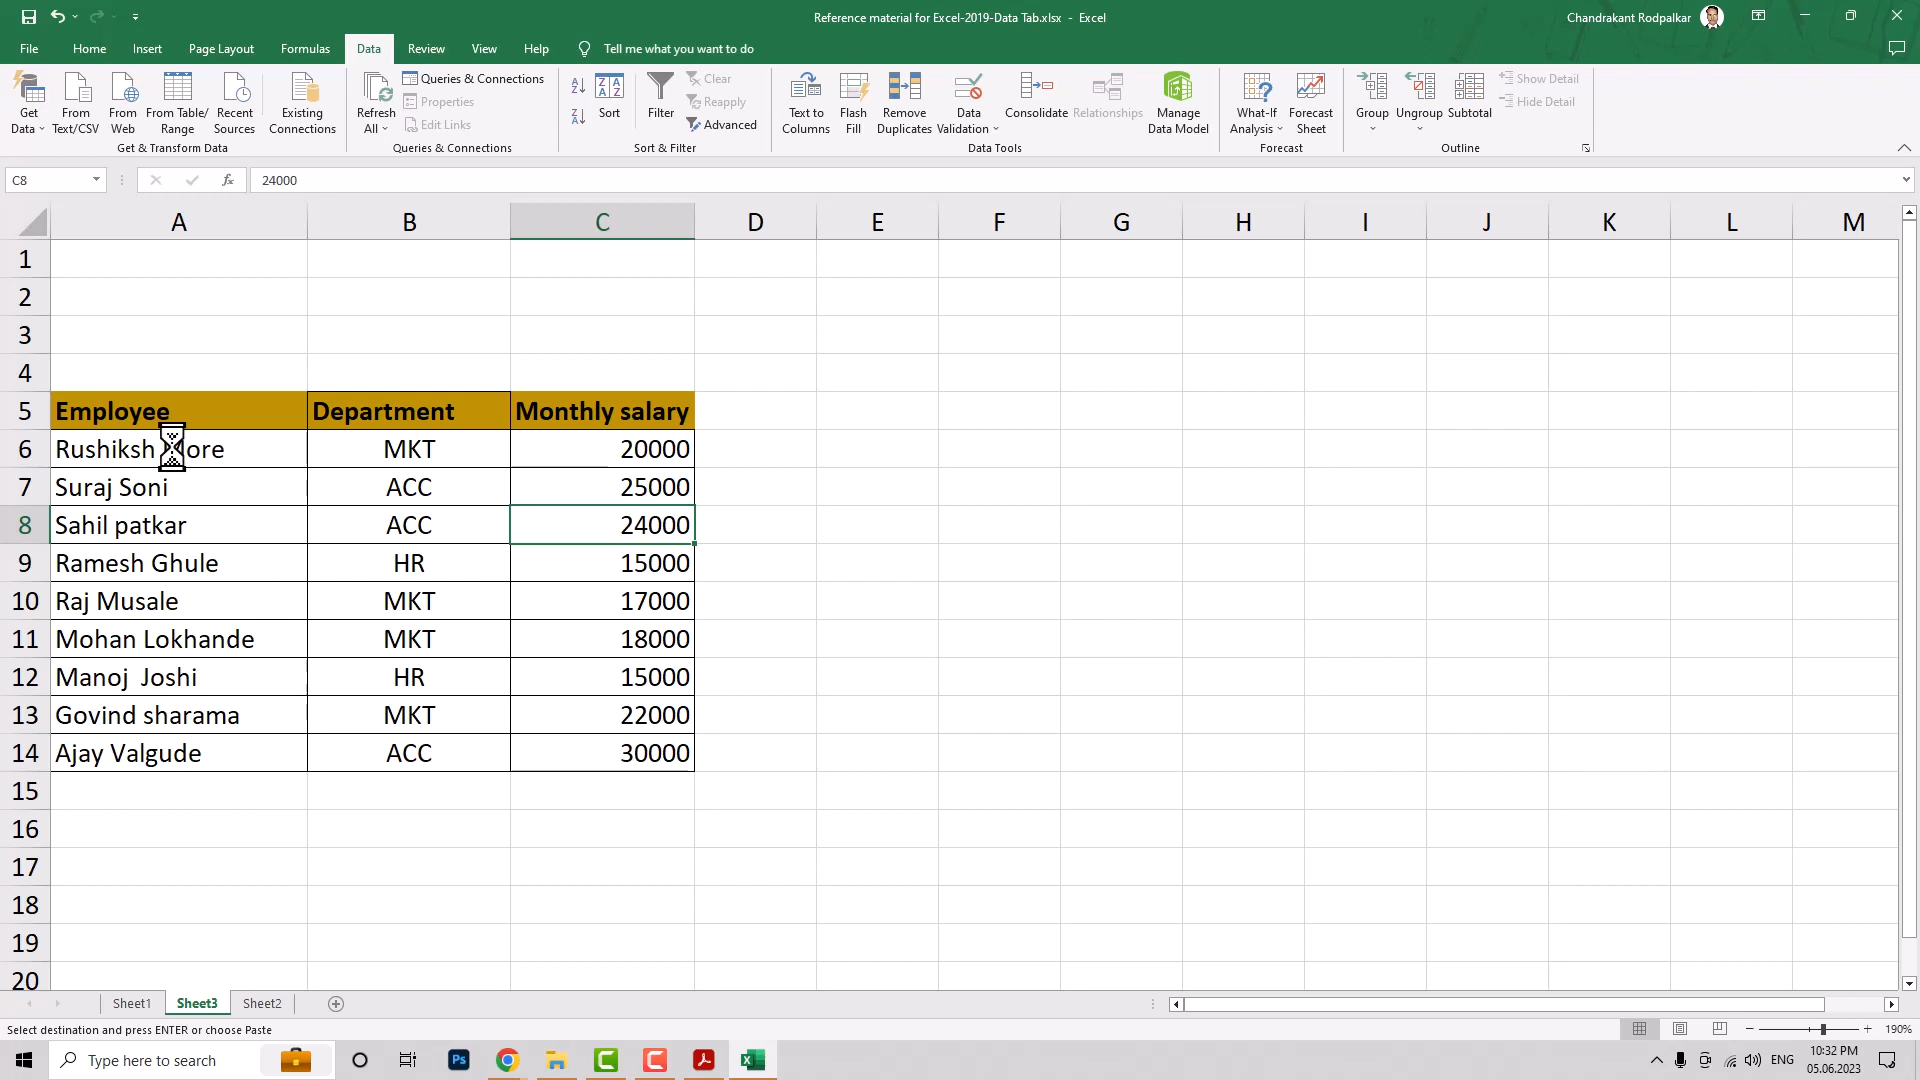 Reference material for Excel-2019-Data Tab.xlsx - Excel
Chandrakant Rodpalkar
File Home Insert Page Layout Formulas Data Review View Help Tell me what you want to do
Get Data
From Text/CSV
From Web
From Table/ Range
Recent Sources
Existing Connections
Get & Transform Data
Refresh All
Queries & Connections
Properties
Edit Links
Queries & Connections
Sort
Filter
Clear
Reapply
Advanced
Sort & Filter
Text to Columns
Flash Fill
Remove Duplicates
Data Validation
Consolidate
Relationships
Manage Data Model
Data Tools
What-If Analysis
Forecast Sheet
Forecast
Group
Ungroup
Subtotal
Show Detail
Hide Detail
Outline
C8 fx 24000
A B C D E F G H I J K L M
1
2
3
4
5 Employee Department Monthly salary
6 Rushiksh ore MKT 20000
7 Suraj Soni ACC 25000
8 Sahil patkar ACC 24000
9 Ramesh Ghule HR 15000
10 Raj Musale MKT 17000
11 Mohan Lokhande MKT 18000
12 Manoj  Joshi HR 15000
13 Govind sharama MKT 22000
14 Ajay Valgude ACC 30000
15
16
17
18
19
20
Sheet1 Sheet3 Sheet2
Select destination and press ENTER or choose Paste
190%
Type here to search
Ps
ENG
10:32 PM
05.06.2023